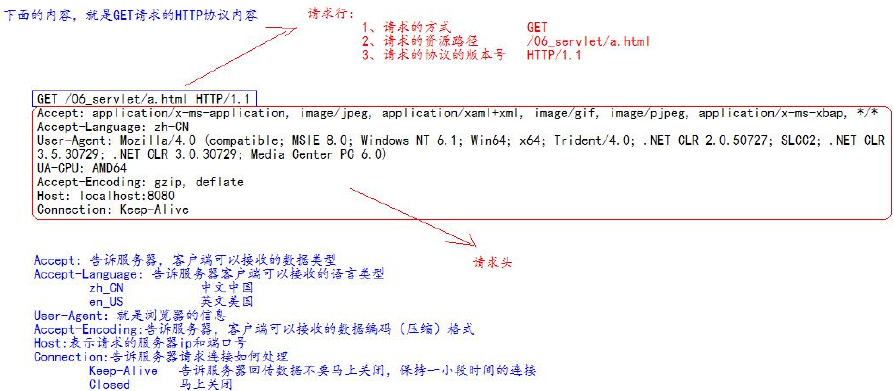 下面的内容，就是GET请求的HTTP协议内容
请求行：
1、请求的方式 GET
2、请求的资源路径 /06_servlet/a.html
3、请求的协议的版本号 HTTP/1.1
GET /06_servlet/a.html HTTP/1.1
Accept: application/x-ms-application, image/jpeg, application/xaml+xml, image/gif, image/pjpeg, application/x-ms-xbap, */*
Accept-Language: zh-CN
User-Agent: Mozilla/4.0 (compatible; MSIE 8.0; Windows NT 6.1; Win64; x64; Trident/4.0; .NET CLR 2.0.50727; SLCC2; .NET CLR
3.5.30729; .NET CLR 3.0.30729; Media Center PC 6.0)
UA-CPU: AMD64
Accept-Encoding: gzip, deflate
Host: localhost:8080
Connection: Keep-Alive
请求头
Accept: 告诉服务器，客户端可以接收的数据类型
Accept-Language: 告诉服务器客户端可以接收的语言类型
zh_CN 中文中国
en_US 英文美国
User-Agent: 就是浏览器的信息
Accept-Encoding:告诉服务器，客户端可以接收的数据编码（压缩）格式
Host:表示请求的服务器ip和端口号
Connection:告诉服务器请求连接如何处理
Keep-Alive 告诉服务器回传数据不要马上关闭，保持一小段时间的连接
Closed 马上关闭